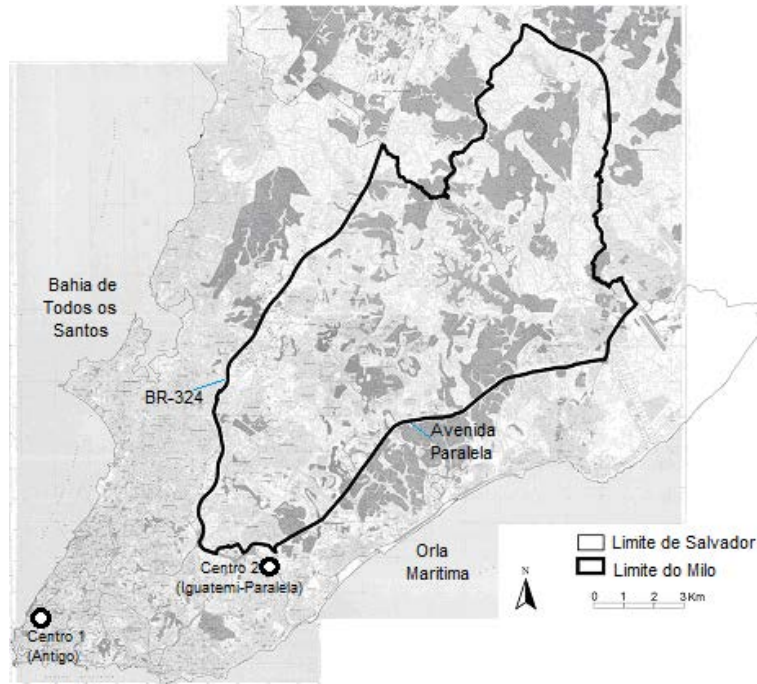 Bahia de
Todos os
Santos
BR-324
Avenida
Paralela
Orla
Maritima
Centro 2
(Iguatemi-Paralela)
Centro 1
(Antigo)
Limite de Salvador
Limite do Milo
N
0 1 2 3Km